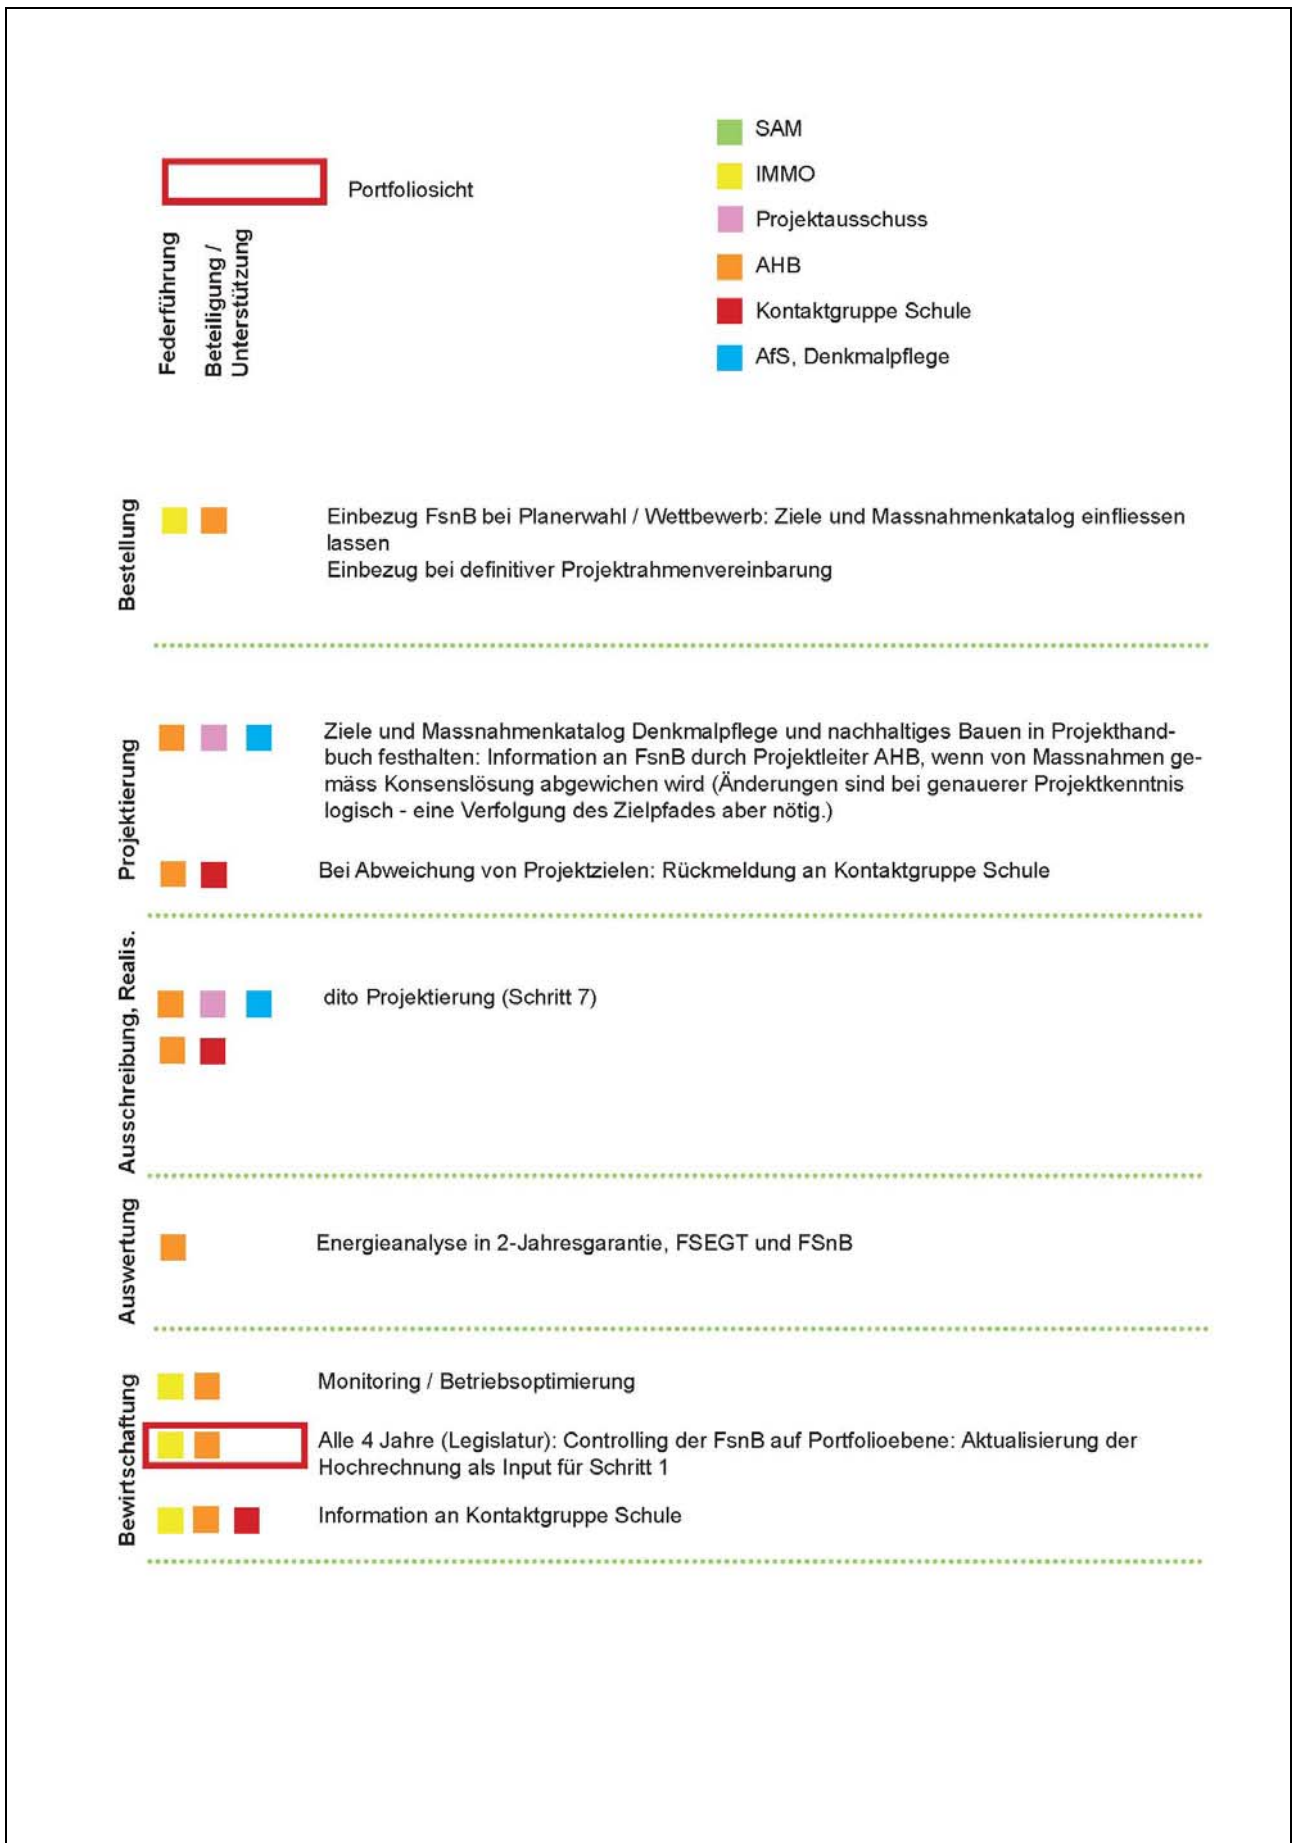 Portfoliosicht
Federführung
Beteiligung /
Unterstützung
SAM
IMMO
Projektausschuss
AHB
Kontaktgruppe Schule
AfS, Denkmalpflege
Bestellung
Einbezug FsnB bei Planerwahl / Wettbewerb: Ziele und Massnahmenkatalog einfliessen
lassen
Einbezug bei definitiver Projektrahmenvereinbarung
Projektierung
Ziele und Massnahmenkatalog Denkmalpflege und nachhaltiges Bauen in Projekthand-
buch festhalten: Information an FsnB durch Projektleiter AHB, wenn von Massnahmen ge-
mäss Konsenslösung abgewichen wird (Änderungen sind bei genauerer Projektkenntnis
logisch - eine Verfolgung des Zielpfades aber nötig.)
Bei Abweichung von Projektzielen: Rückmeldung an Kontaktgruppe Schule
Ausschreibung, Realis.
dito Projektierung (Schritt 7)
Auswertung
Energieanalyse in 2-Jahresgarantie, FSEGT und FSnB
Bewirtschaftung
Monitoring / Betriebsoptimierung
Alle 4 Jahre (Legislatur): Controlling der FsnB auf Portfolioebene: Aktualisierung der
Hochrechnung als Input für Schritt 1
Information an Kontaktgruppe Schule